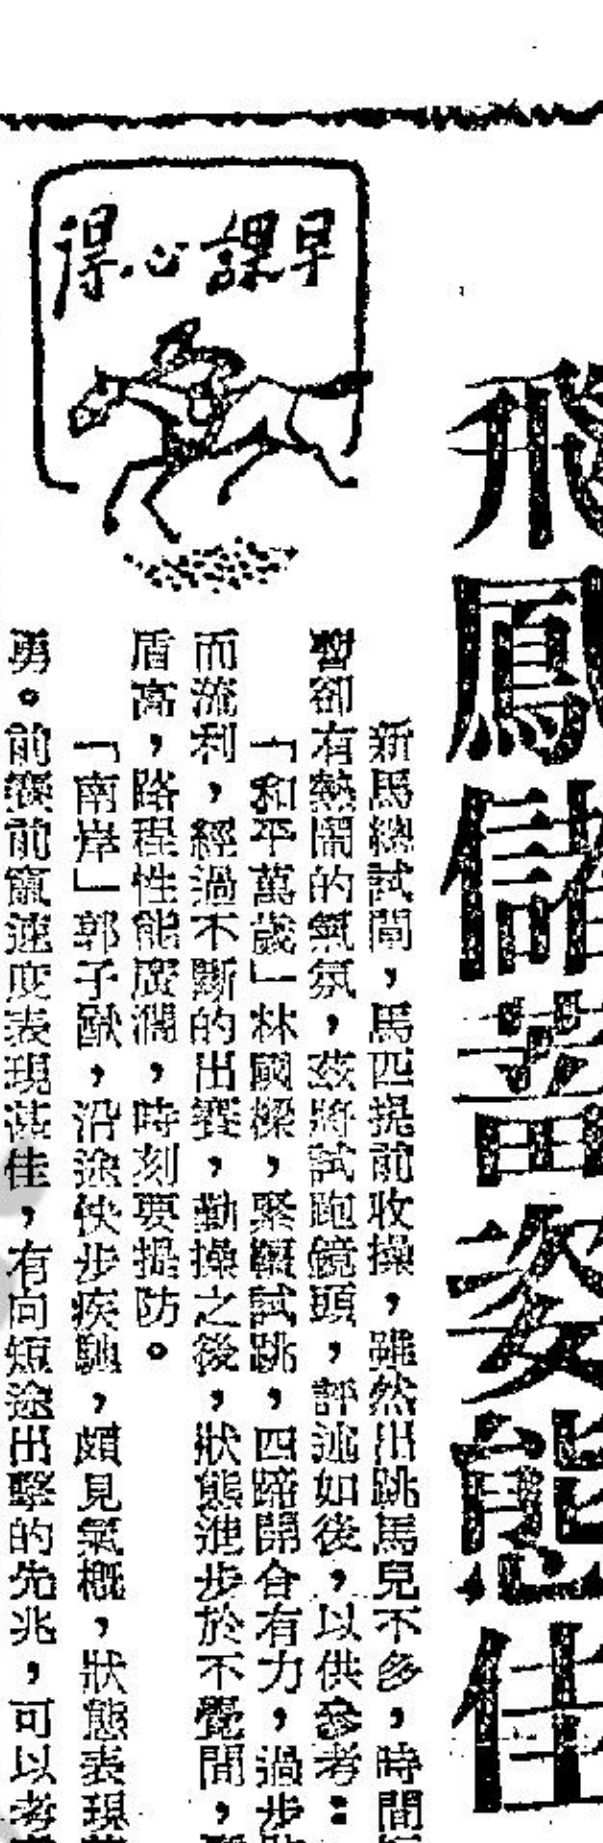 飛鳳儲蓄姿態佳
早課心得
新馬總試閘，馬匹提前收操，雖然出跳馬兒不多，時間
暫卻有熱鬧的氣氛，茲將試跑鏡頭，評述如後，以供參考：
「和平萬歲」林國樑，緊韁試跳，四蹄開合有力，過步
而流利，經過不斷的出賽，勤操之後，狀態進步於不覺間，
盾高，路程性能廣濶，時刻要提防。
「南岸」郭子猷，沿途快步疾馳，頗見氣概，狀態表現
勇。前賽前窺速度表現甚佳，有向短途出擊的先兆，可以考